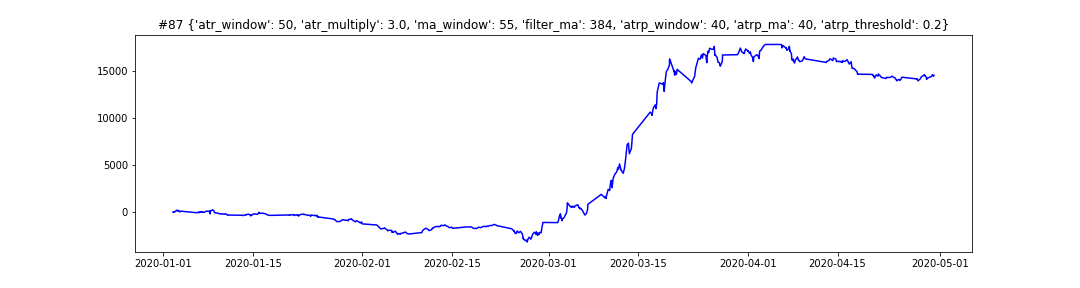 #87 {'atr_window': 50, 'atr_multiply': 3.0, 'ma_window': 55, 'filter_ma': 384, 'atrp_window': 40, 'atrp_ma': 40, 'atrp_threshold': 0.2}
15000
10000
5000
0
2020-01-01 2020-01-15 2020-02-01 2020-02-15 2020-03-01 2020-03-15 2020-04-01 2020-04-15 2020-05-01